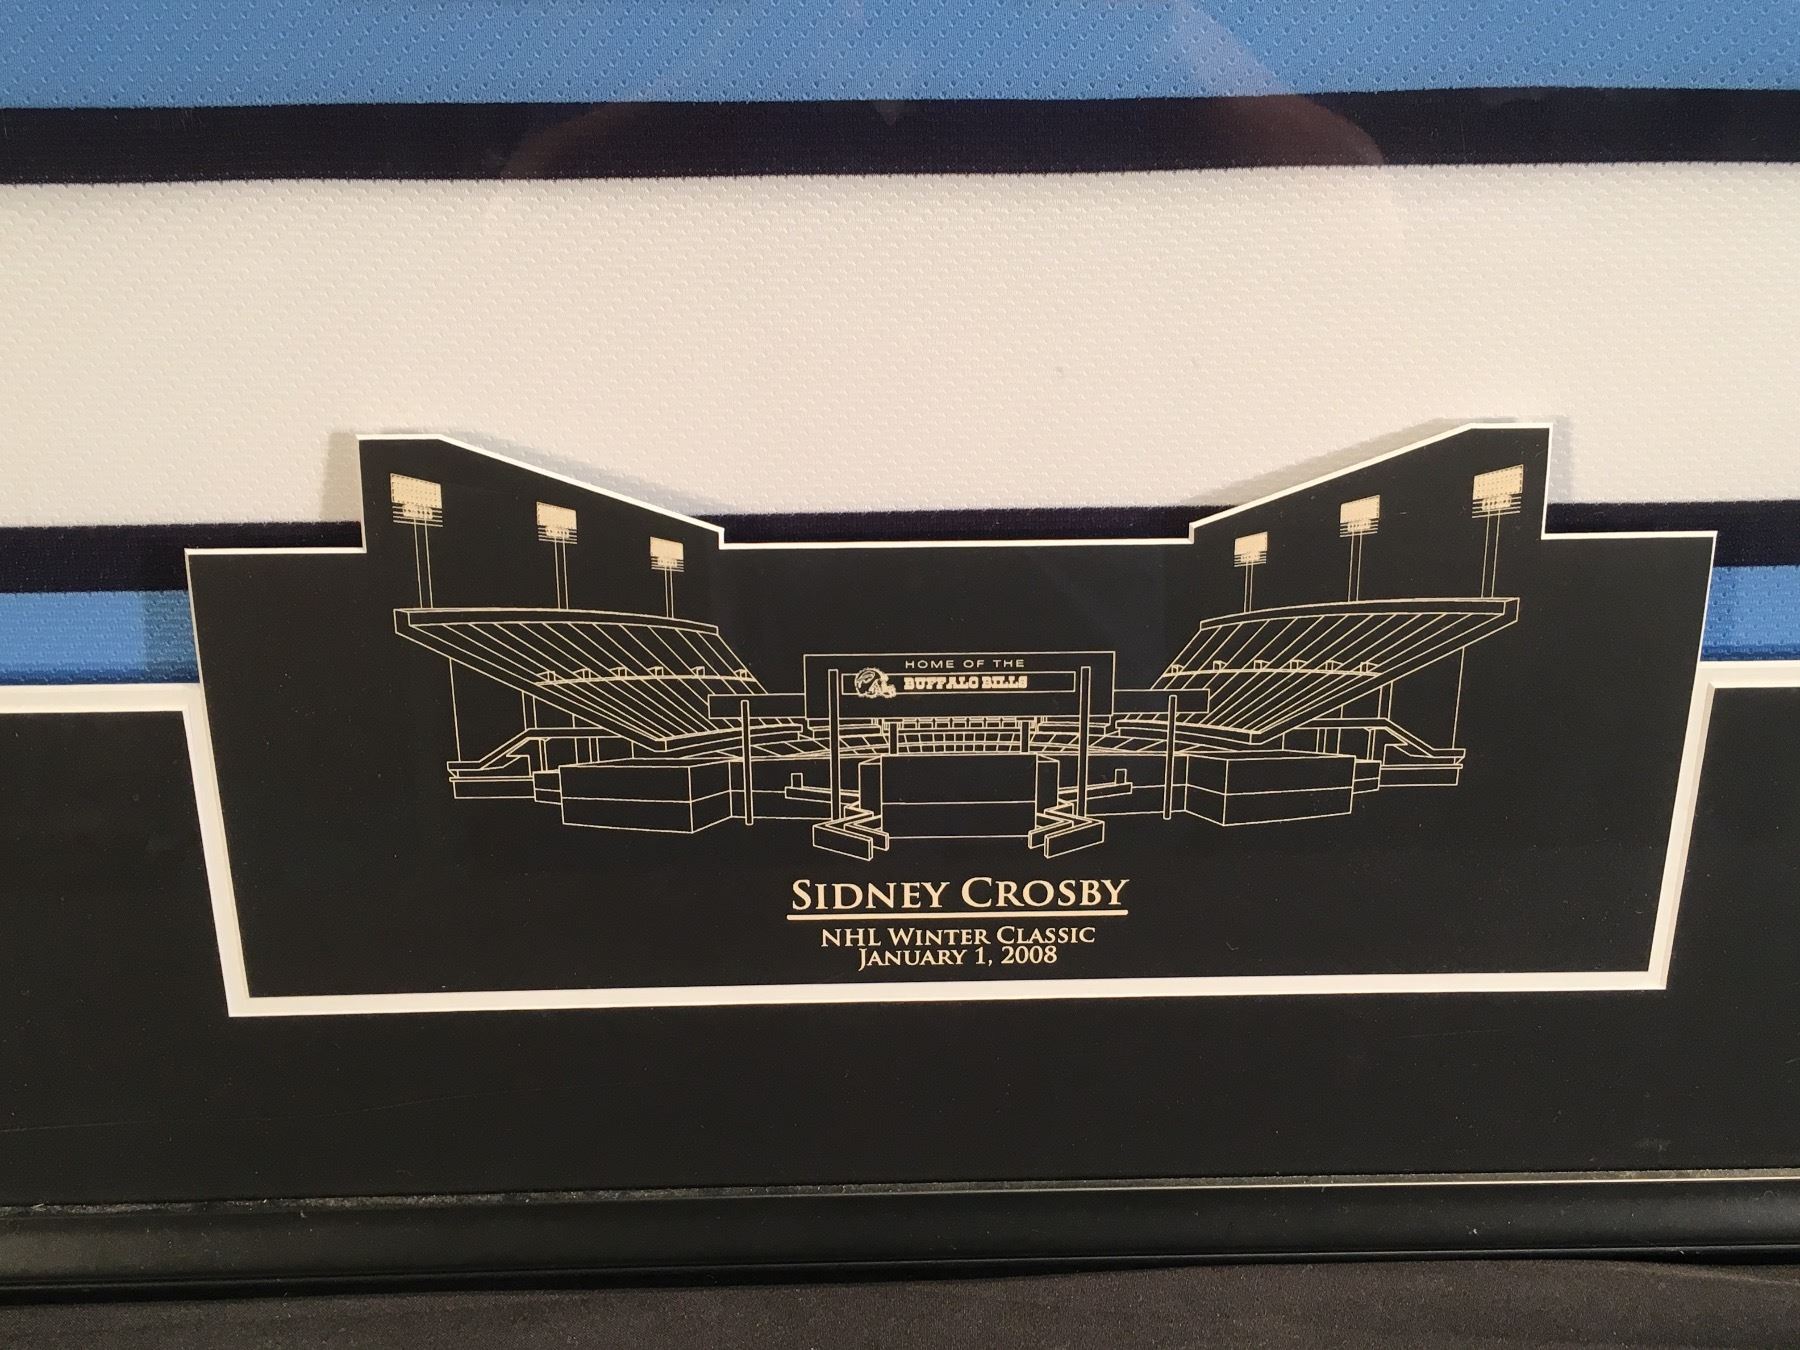 HOME OF THE
BUFFALO BILLS
SIDNEY CROSBY
NHL WINTER CLASSIC
JANUARY 1, 2008